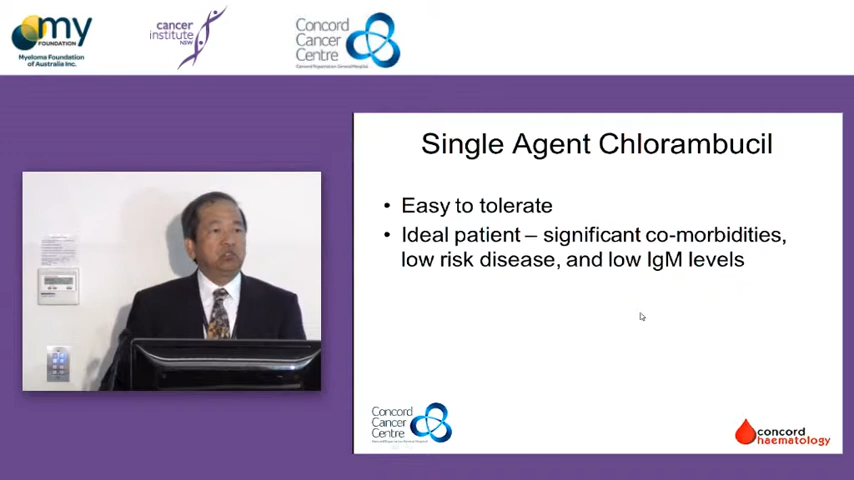 my
FOUNDATION
Myeloma Foundation
of Australia Inc.
cancer
institute
NSW
Concord
Cancer
Centre
Single Agent Chlorambucil
• Easy to tolerate
• Ideal patient – significant co-morbidities,
low risk disease, and low IgM levels
Concord
Cancer
Centre
concord
haematology